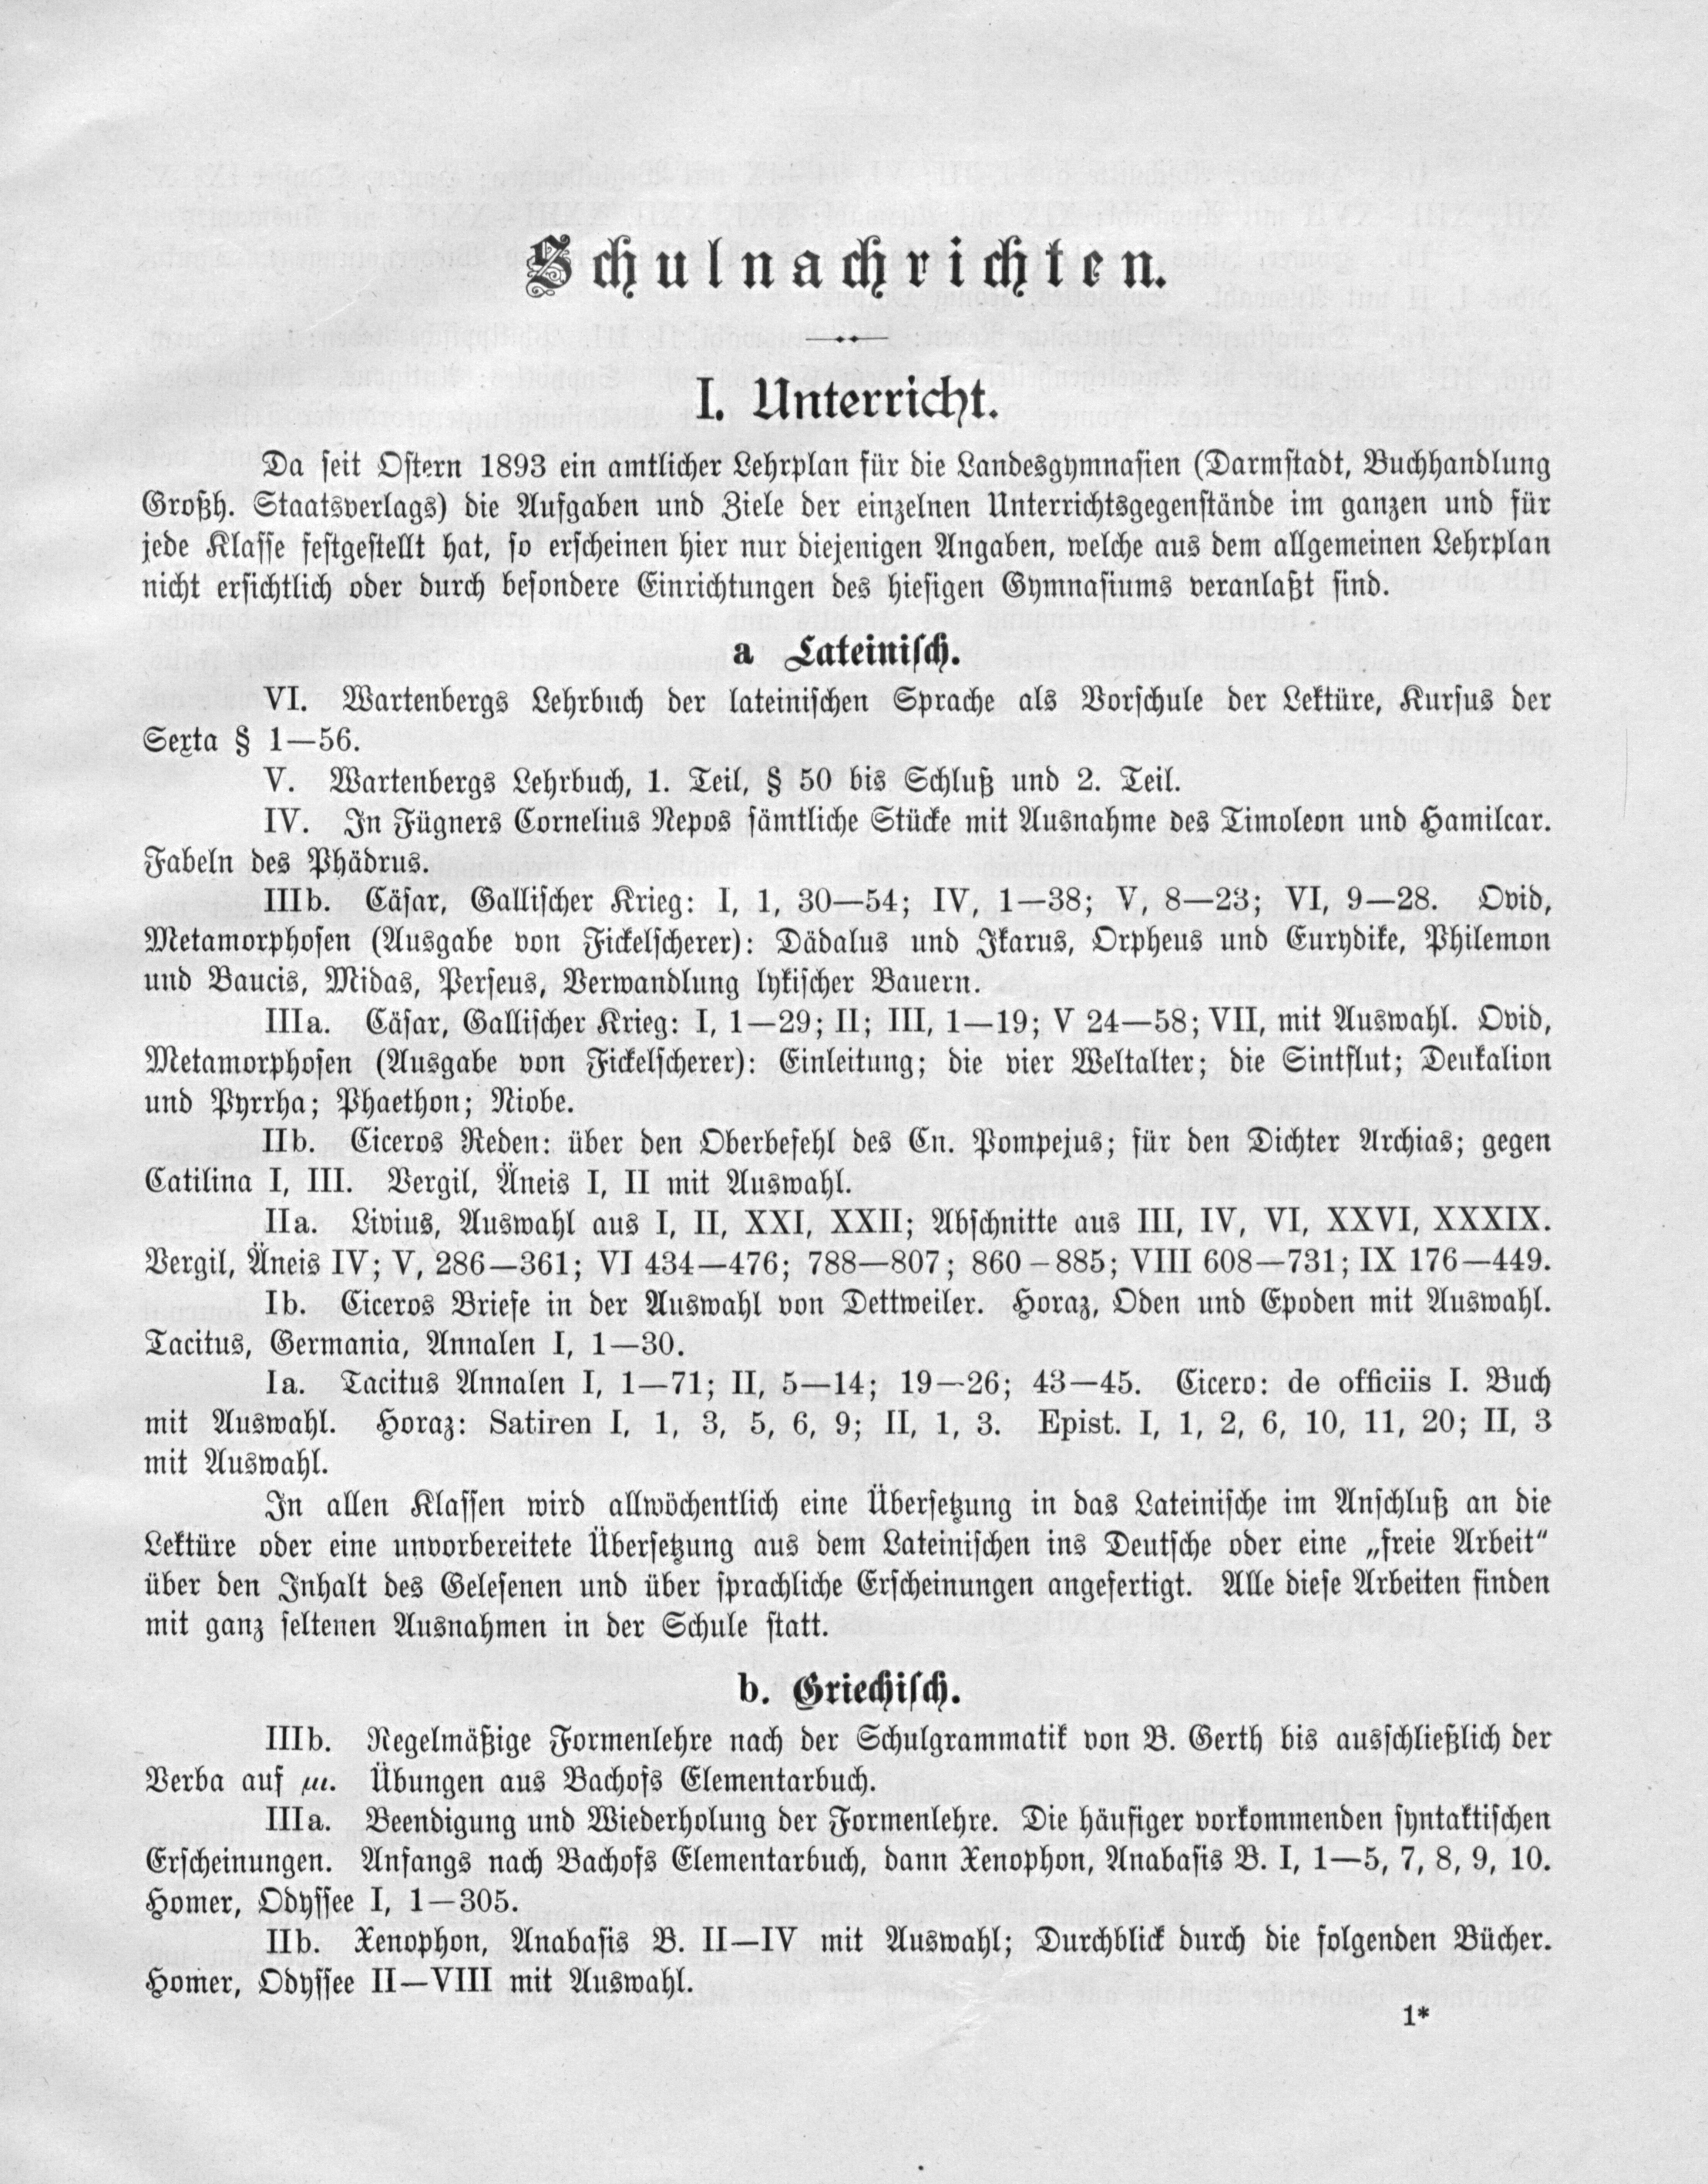 Schulnachrichten.
I. Unterricht.
Da seit Ostern 1893 ein amtlicher Lehrplan für die Landesgymnasien (Darmstadt, Buchhandlung
Großh. Staatsverlags) die Aufgaben und Ziele der einzelnen Unterrichtsgegenstände im ganzen und für
jede Klasse festgestellt hat, so erscheinen hier nur diejenigen Angaben, welche aus dem allgemeinen Lehrplan
nicht ersichtlich oder durch besondere Einrichtungen des hiesigen Gymnasiums veranlaßt sind.
a Lateinisch.
VI. Wartenbergs Lehrbuch der lateinischen Sprache als Vorschule der Lektüre, Kursus der
Sexta § 1—56.
V. Wartenbergs Lehrbuch, 1. Teil, § 50 bis Schluß und 2. Teil.
IV. In Fügners Cornelius Nepos sämtliche Stücke mit Ausnahme des Timoleon und Hamilcar.
Fabeln des Phädrus.
IIIb. Cäsar, Gallischer Krieg: I, 1, 30—54; IV, 1—38; V, 8—23; VI, 9—28. Ovid,
Metamorphosen (Ausgabe von Fickelscherer): Dädalus und Ikarus, Orpheus und Eurydike, Philemon
und Baucis, Midas, Perseus, Verwandlung lykischer Bauern.
IIIa. Cäsar, Gallischer Krieg: I, 1—29; II; III, 1—19; V 24—58; VII, mit Auswahl. Ovid,
Metamorphosen (Ausgabe von Fickelscherer): Einleitung; die vier Weltalter; die Sintflut; Deukalion
und Pyrrha; Phaethon; Niobe.
IIb. Ciceros Reden: über den Oberbefehl des Cn. Pompejus; für den Dichter Archias; gegen
Catilina I, III. Vergil, Äneis I, II mit Auswahl.
IIa. Livius, Auswahl aus I, II, XXI, XXII; Abschnitte aus III, IV, VI, XXVI, XXXIX.
Vergil, Äneis IV; V, 286—361; VI 434—476; 788—807; 860–885; VIII 608—731; IX 176—449.
Ib. Ciceros Briefe in der Auswahl von Dettweiler. Horaz, Oden und Epoden mit Auswahl.
Tacitus, Germania, Annalen I, 1—30.
Ia. Tacitus Annalen I, 1—71; II, 5—14; 19—26; 43—45. Cicero: de officiis I. Buch
mit Auswahl. Horaz: Satiren I, 1, 3, 5, 6, 9; II, 1, 3. Epist. I, 1, 2, 6, 10, 11, 20; II, 3
mit Auswahl.
In allen Klassen wird allwöchentlich eine Übersetzung in das Lateinische im Anschluß an die
Lektüre oder eine unvorbereitete Übersetzung aus dem Lateinischen ins Deutsche oder eine „freie Arbeit“
über den Inhalt des Gelesenen und über sprachliche Erscheinungen angefertigt. Alle diese Arbeiten finden
mit ganz seltenen Ausnahmen in der Schule statt.
b. Griechisch.
IIIb. Regelmäßige Formenlehre nach der Schulgrammatik von B. Gerth bis ausschließlich der
Verba auf μι. Übungen aus Bachofs Elementarbuch.
IIIa. Beendigung und Wiederholung der Formenlehre. Die häufiger vorkommenden syntaktischen
Erscheinungen. Anfangs nach Bachofs Elementarbuch, dann Xenophon, Anabasis B. I, 1—5, 7, 8, 9, 10.
Homer, Odyssee I, 1—305.
IIb. Xenophon, Anabasis B. II—IV mit Auswahl; Durchblick durch die folgenden Bücher.
Homer, Odyssee II—VIII mit Auswahl.
1*